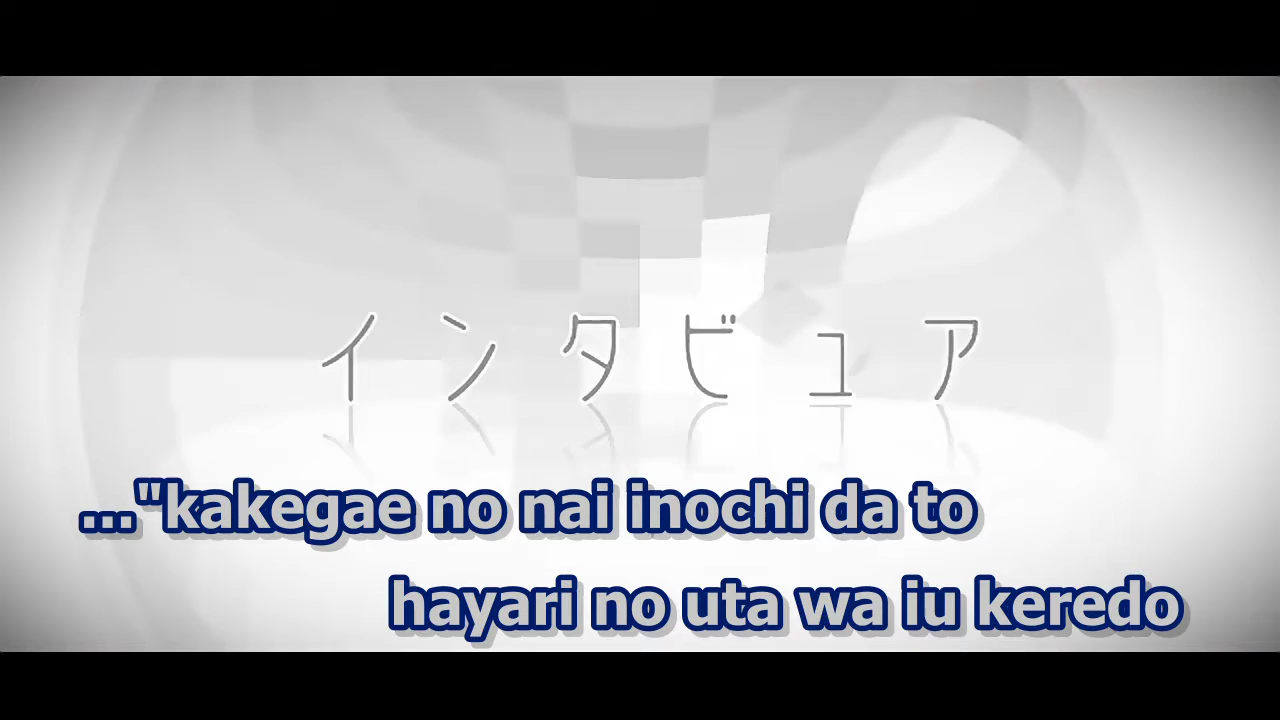 インタビュア
..."kakegae no nai inochi da to
hayari no uta wa iu keredo